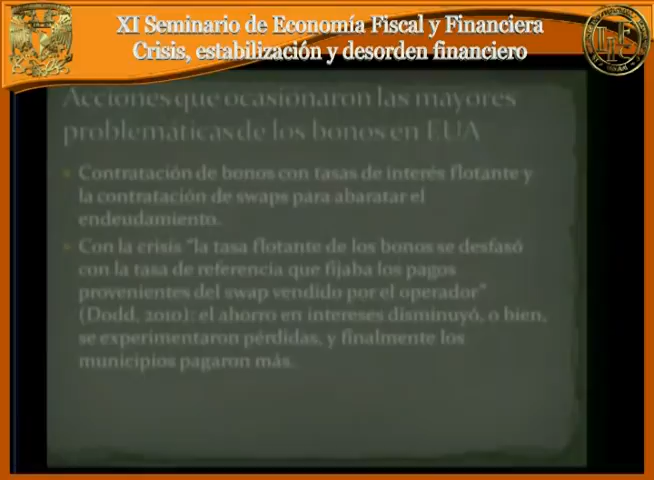 XI Seminario de Economía Fiscal y Financiera
Crisis, estabilización y desorden financiero
Acciones que ocasionaron las mayores
problemáticas de los bonos en EUA
Contratación de bonos con tasas de interés flotante y
la contratación de swaps para abaratar el
endeudamiento.
Con la crisis "la tasa flotante de los bonos se desfasó
con la tasa de referencia que fijaba los pagos
provenientes del swap vendido por el operador"
(Dodd, 2010): el ahorro en intereses disminuyó, o bien,
se experimentaron pérdidas, y finalmente los
municipios pagaron más.